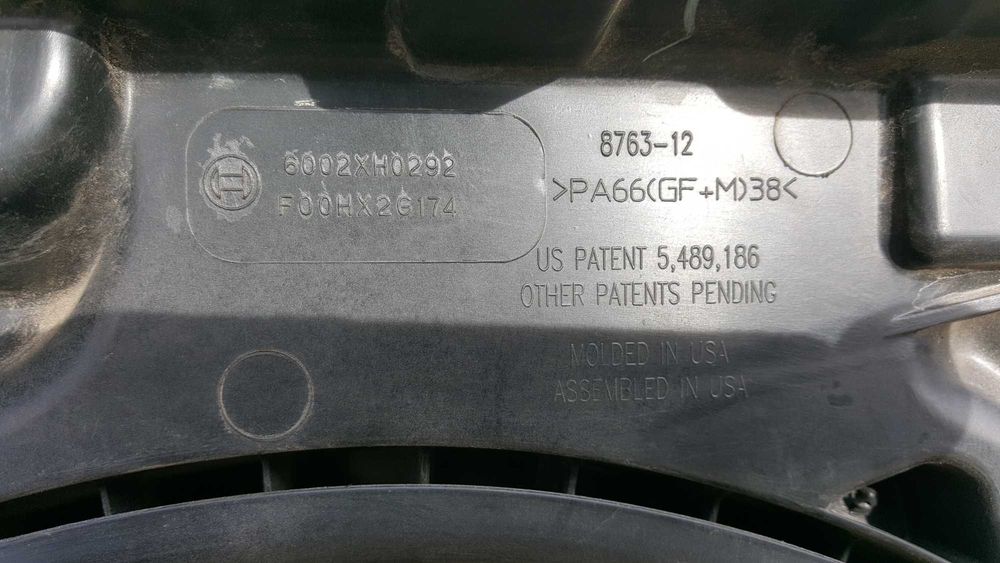 6002XH0292
F00HX2G174
8763-12
>PA66(GF+M)38<
US PATENT 5,489,186
OTHER PATENTS PENDING
MOLDED IN USA
ASSEMBLED IN USA